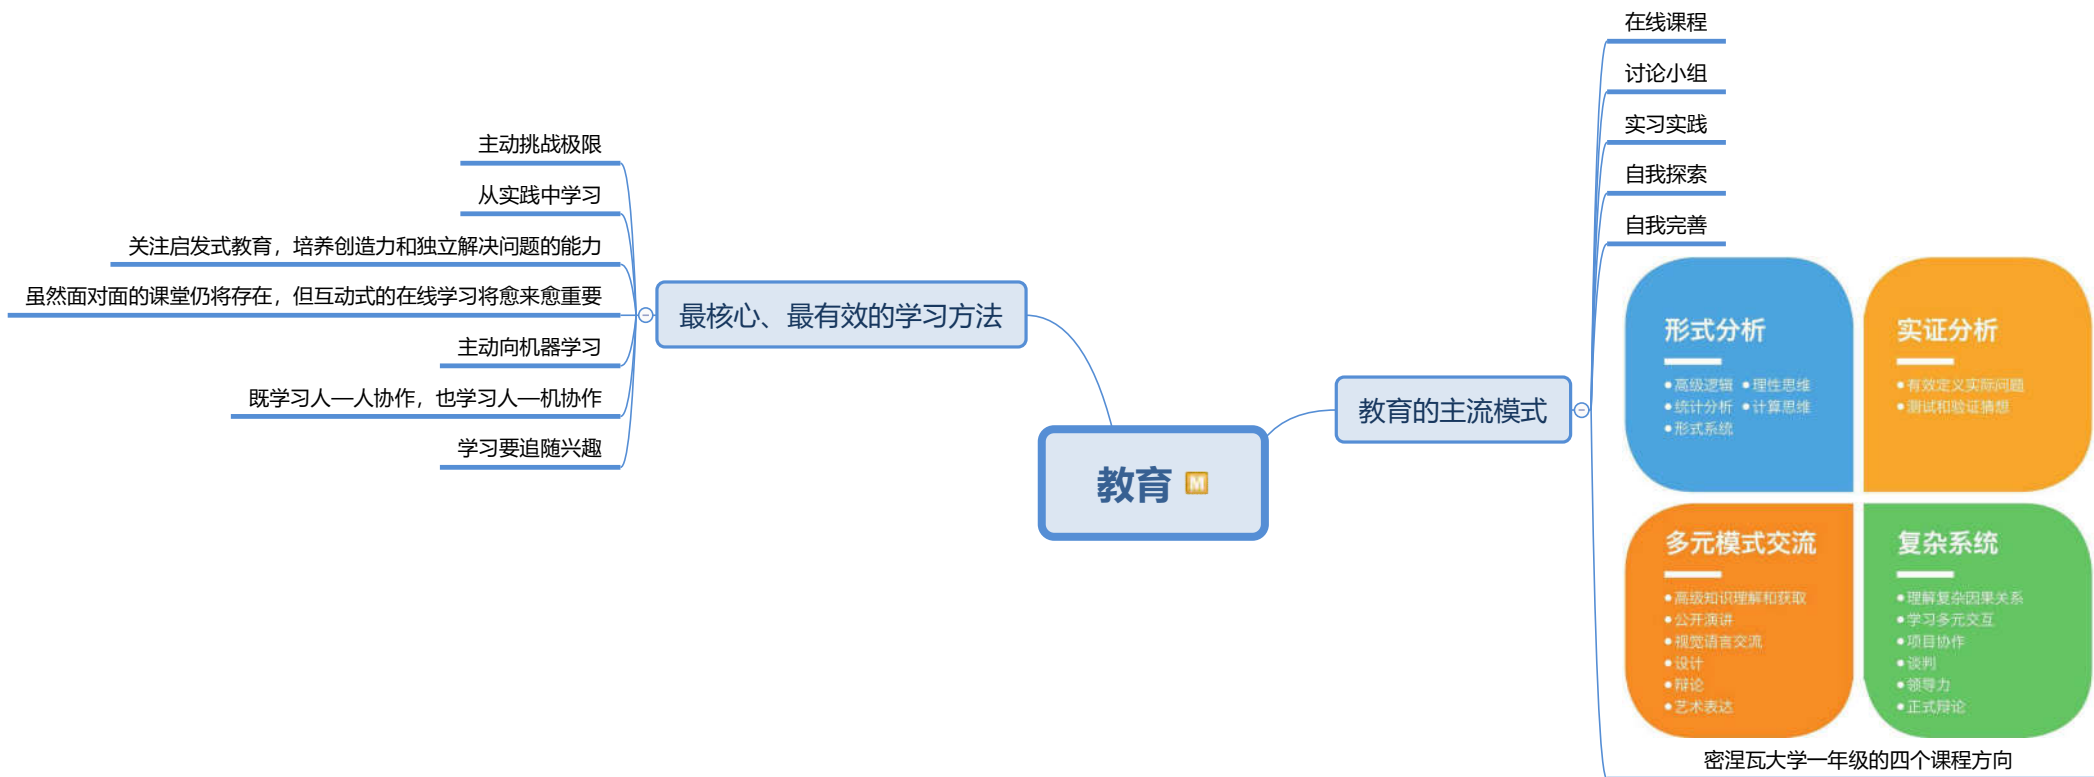 主动挑战极限
从实践中学习
关注启发式教育，培养创造力和独立解决问题的能力
虽然面对面的课堂仍将存在，但互动式的在线学习将愈来愈重要
主动向机器学习
既学习人—人协作，也学习人—机协作
学习要追随兴趣
最核心、最有效的学习方法
教育 M
教育的主流模式
在线课程
讨论小组
实习实践
自我探索
自我完善
形式分析
•高级逻辑 •理性思维
•统计分析 •计算思维
•形式系统
实证分析
•有效定义实际问题
•测试和验证猜想
多元模式交流
•高级知识理解和获取
•公开演讲
•视觉语言交流
•设计
•辩论
•艺术表达
复杂系统
•理解复杂因果关系
•学习多元交互
•项目协作
•谈判
•领导力
•正式辩论
密涅瓦大学一年级的四个课程方向